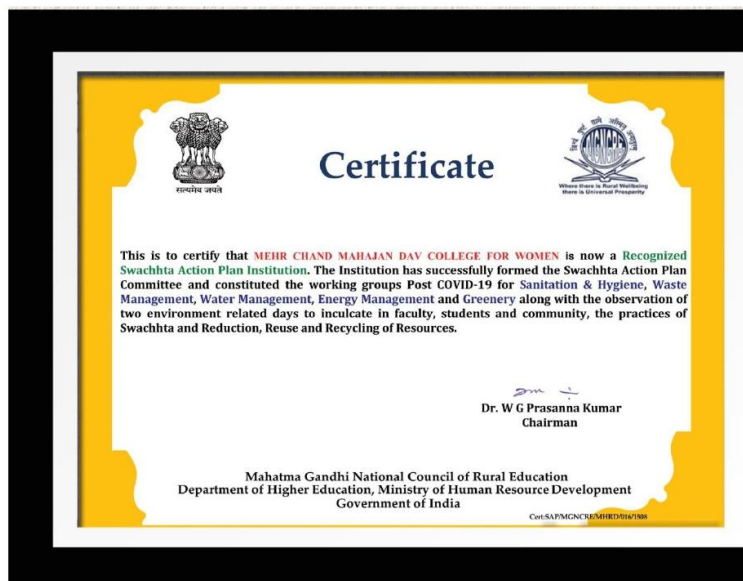 सत्यमेव जयते
Certificate
MGNCRE
Where there is Rural Wellbeing
there is Universal Prosperity
This is to certify that MEHR CHAND MAHAJAN DAV COLLEGE FOR WOMEN is now a Recognized
Swachhta Action Plan Institution. The Institution has successfully formed the Swachhta Action Plan
Committee and constituted the working groups Post COVID-19 for Sanitation & Hygiene, Waste
Management, Water Management, Energy Management and Greenery along with the observation of
two environment related days to inculcate in faculty, students and community, the practices of
Swachhta and Reduction, Reuse and Recycling of Resources.
Dr. W G Prasanna Kumar
Chairman
Mahatma Gandhi National Council of Rural Education
Department of Higher Education, Ministry of Human Resource Development
Government of India
Cert:SAP/MGNCRE/MHRD/016/1508